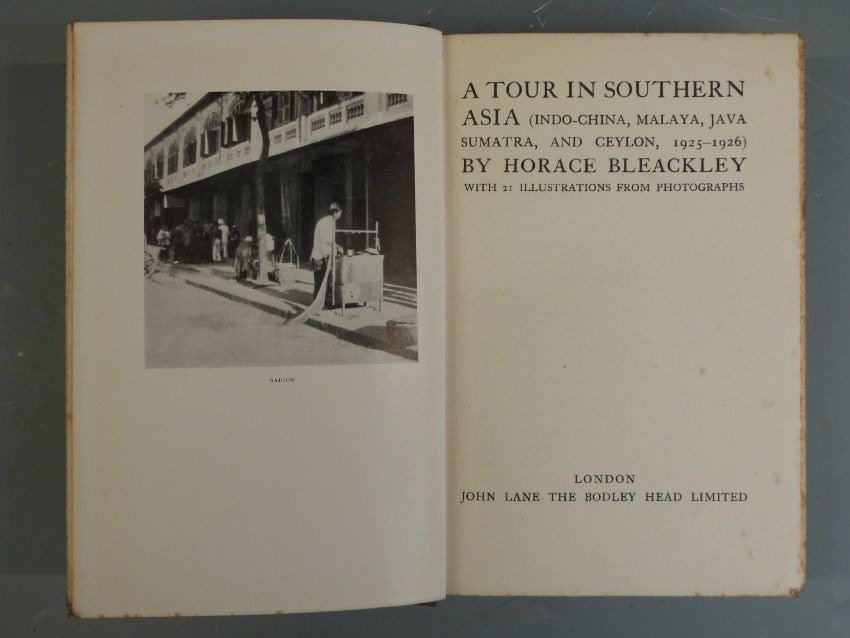 SAIGON
A TOUR IN SOUTHERN
ASIA (INDO-CHINA, MALAYA, JAVA
SUMATRA, AND CEYLON, 1925–1926)
BY HORACE BLEACKLEY
WITH 21 ILLUSTRATIONS FROM PHOTOGRAPHS
LONDON
JOHN LANE THE BODLEY HEAD LIMITED